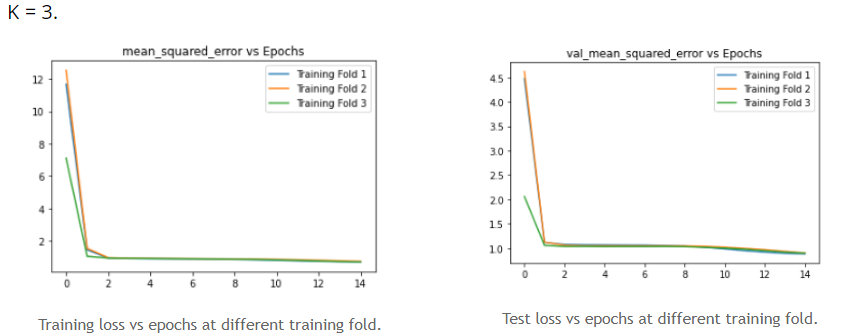 K = 3.
mean_squared_error vs Epochs
Training Fold 1
Training Fold 2
Training Fold 3
12
10
8
6
4
2
0 2 4 6 8 10 12 14
Training loss vs epochs at different training fold.
val_mean_squared_error vs Epochs
Training Fold 1
Training Fold 2
Training Fold 3
4.5
4.0
3.5
3.0
2.5
2.0
1.5
1.0
0 2 4 6 8 10 12 14
Test loss vs epochs at different training fold.